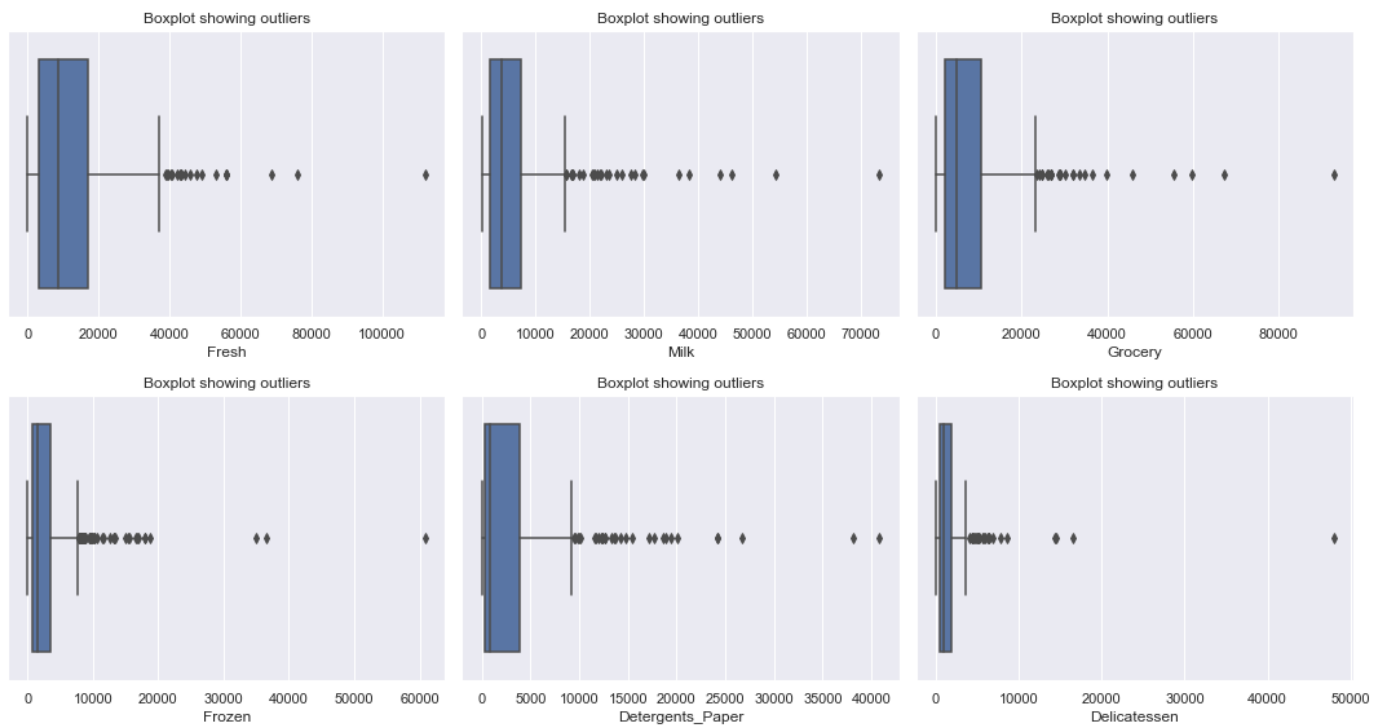 Boxplot showing outliers
0 20000 40000 60000 80000 100000
Fresh
Boxplot showing outliers
0 10000 20000 30000 40000 50000 60000 70000
Milk
Boxplot showing outliers
0 20000 40000 60000 80000
Grocery
Boxplot showing outliers
0 10000 20000 30000 40000 50000 60000
Frozen
Boxplot showing outliers
0 5000 10000 15000 20000 25000 30000 35000 40000
Detergents_Paper
Boxplot showing outliers
0 10000 20000 30000 40000 50000
Delicatessen